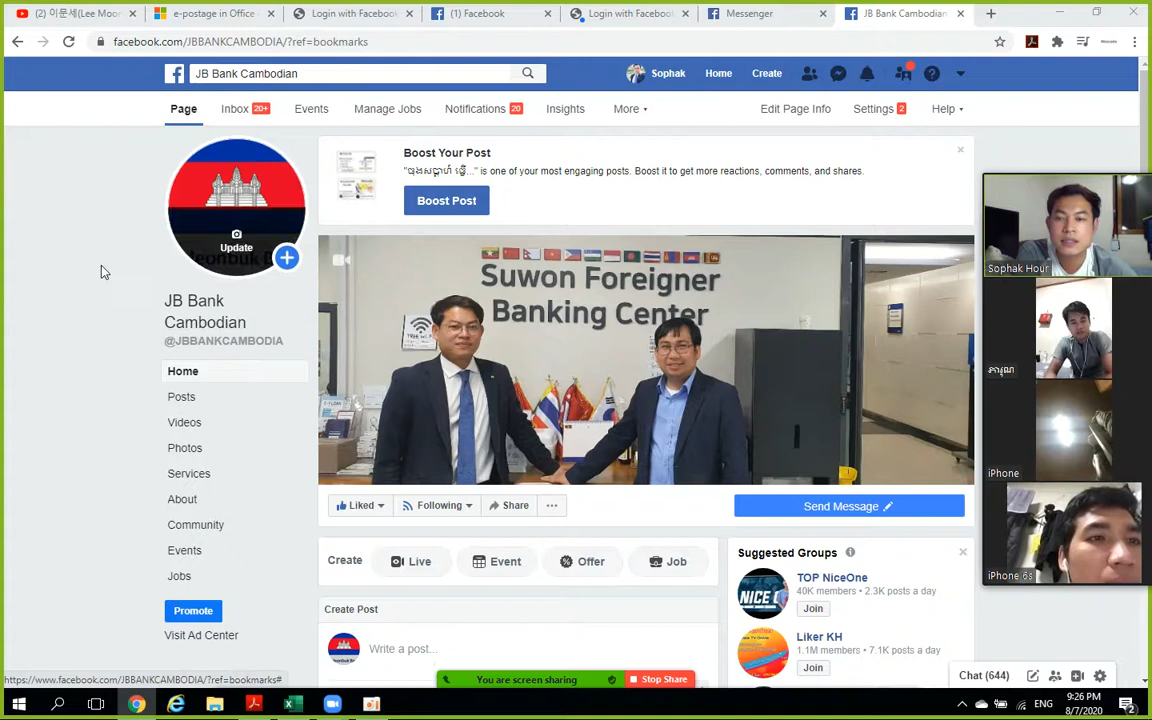 (2) 이문세(Lee Moon
e-postage in Office
Login with Facebook
(1) Facebook
Login with Facebook
Messenger
JB Bank Cambodian
facebook.com/JBBANKCAMBODIA/?ref=bookmarks
JB Bank Cambodian
Sophak
Home
Create
Page
Inbox 20+
Events
Manage Jobs
Notifications 20
Insights
More
Edit Page Info
Settings 2
Help
Boost Your Post
is one of your most engaging posts. Boost it to get more reactions, comments, and shares.
Boost Post
Update
JB Bank
Cambodian
@JBBANKCAMBODIA
Suwon Foreigner
Banking Center
Home
Posts
Videos
Photos
Services
About
Community
Events
Jobs
Promote
Visit Ad Center
Liked
Following
Share
Send Message
Create
Live
Event
Offer
Job
Create Post
Write a post...
Suggested Groups
TOP NiceOne
40K members • 2.3K posts a day
Join
Liker KH
1.1M members • 7.1K posts a day
Join
Sophak Hour
iPhone
iPhone 6s
Chat (644)
https://www.facebook.com/JBBANKCAMBODIA/?ref=bookmarks#
You are screen sharing
Stop Share
ENG
9:26 PM
8/7/2020
2